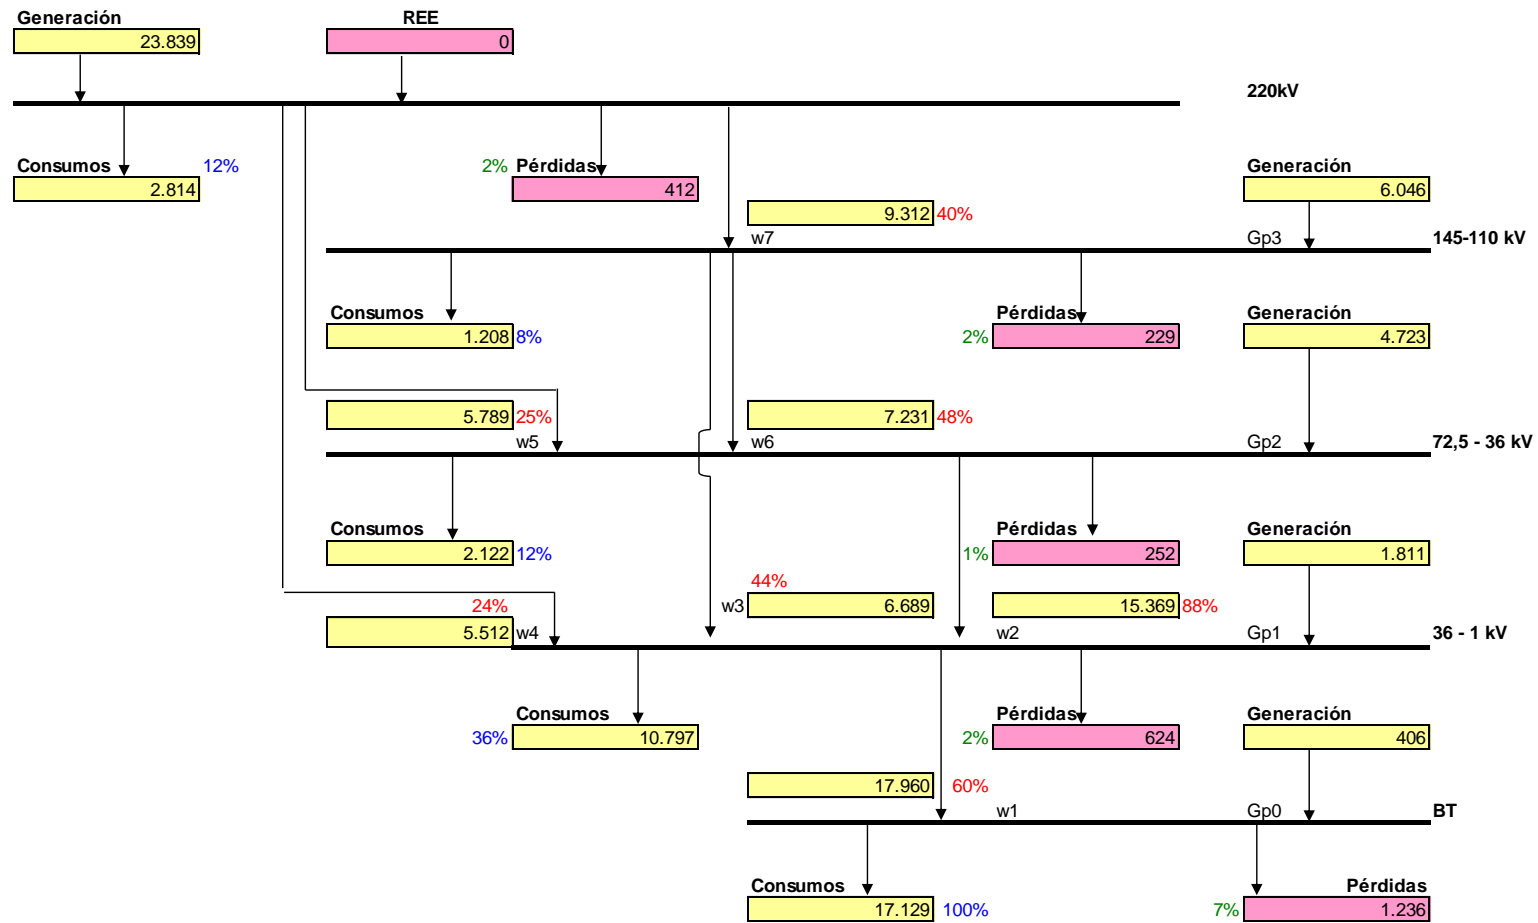 Generación REE
23.839 0
220kV
Consumos 12% 2% Pérdidas Generación
2.814 412 6.046
9.312 40%
w7 Gp3 145-110 kV
Consumos Pérdidas Generación
1.208 8% 2% 229 4.723
5.789 25% 7.231 48%
w5 w6 Gp2 72,5 - 36 kV
Consumos Pérdidas Generación
2.122 12% 1% 252 1.811
44%
24% w3 6.689 15.369 88%
5.512 w4 w2 Gp1 36 - 1 kV
Consumos Pérdidas Generación
36% 10.797 2% 624 406
17.960 60%
w1 Gp0 BT
Consumos Pérdidas
17.129 100% 7% 1.236